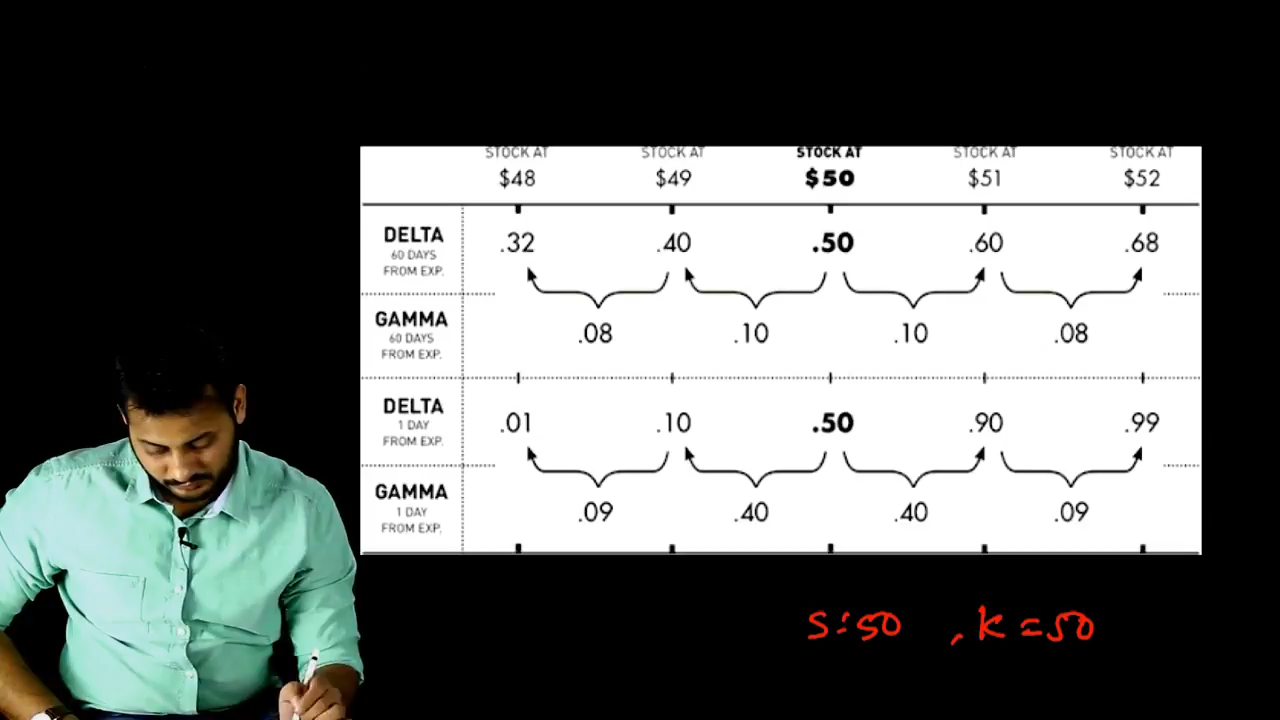 STOCK AT STOCK AT STOCK AT STOCK AT STOCK AT
$48 $49 $50 $51 $52
DELTA
60 DAYS
FROM EXP.
.32 .40 .50 .60 .68
GAMMA
60 DAYS
FROM EXP.
.08 .10 .10 .08
DELTA
1 DAY
FROM EXP.
.01 .10 .50 .90 .99
GAMMA
1 DAY
FROM EXP.
.09 .40 .40 .09
S:50 , K=50